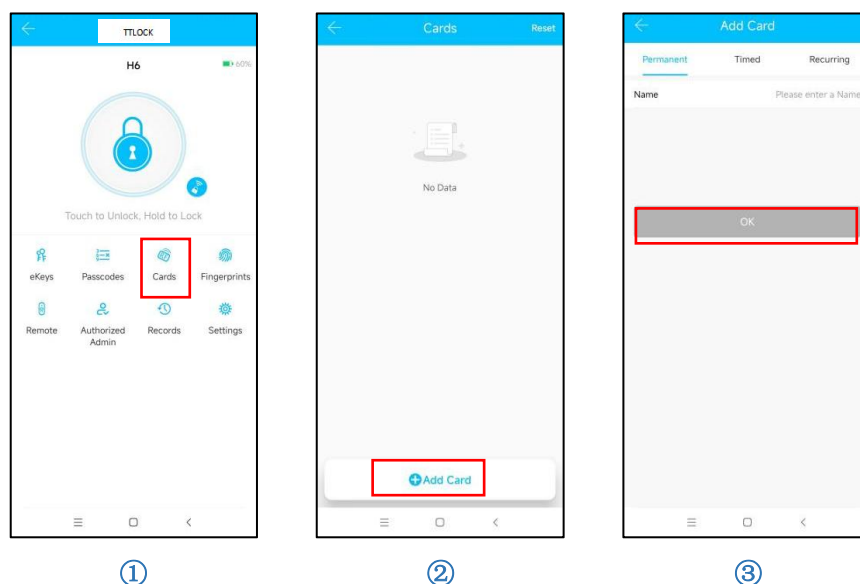 TTLOCK
H6
60%
Touch to Unlock, Hold to Lock
eKeys
Passcodes
Cards
Fingerprints
Remote
Authorized
Admin
Records
Settings
①
Cards
Reset
No Data
Add Card
②
Add Card
Permanent
Timed
Recurring
Name
Please enter a Name
OK
③